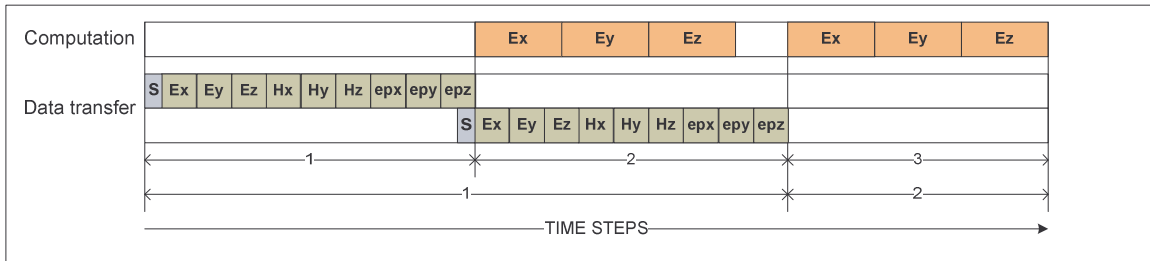 Computation Ex Ey Ez Ex Ey Ez
S Ex Ey Ez Hx Hy Hz epx epy epz
Data transfer
S Ex Ey Ez Hx Hy Hz epx epy epz
1 2 3
1 2
TIME STEPS